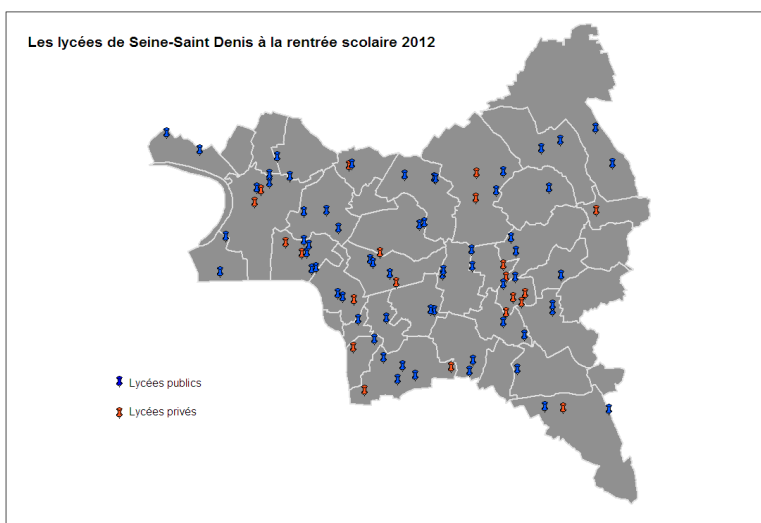 Les lycées de Seine-Saint Denis à la rentrée scolaire 2012
Lycées publics
Lycées privés